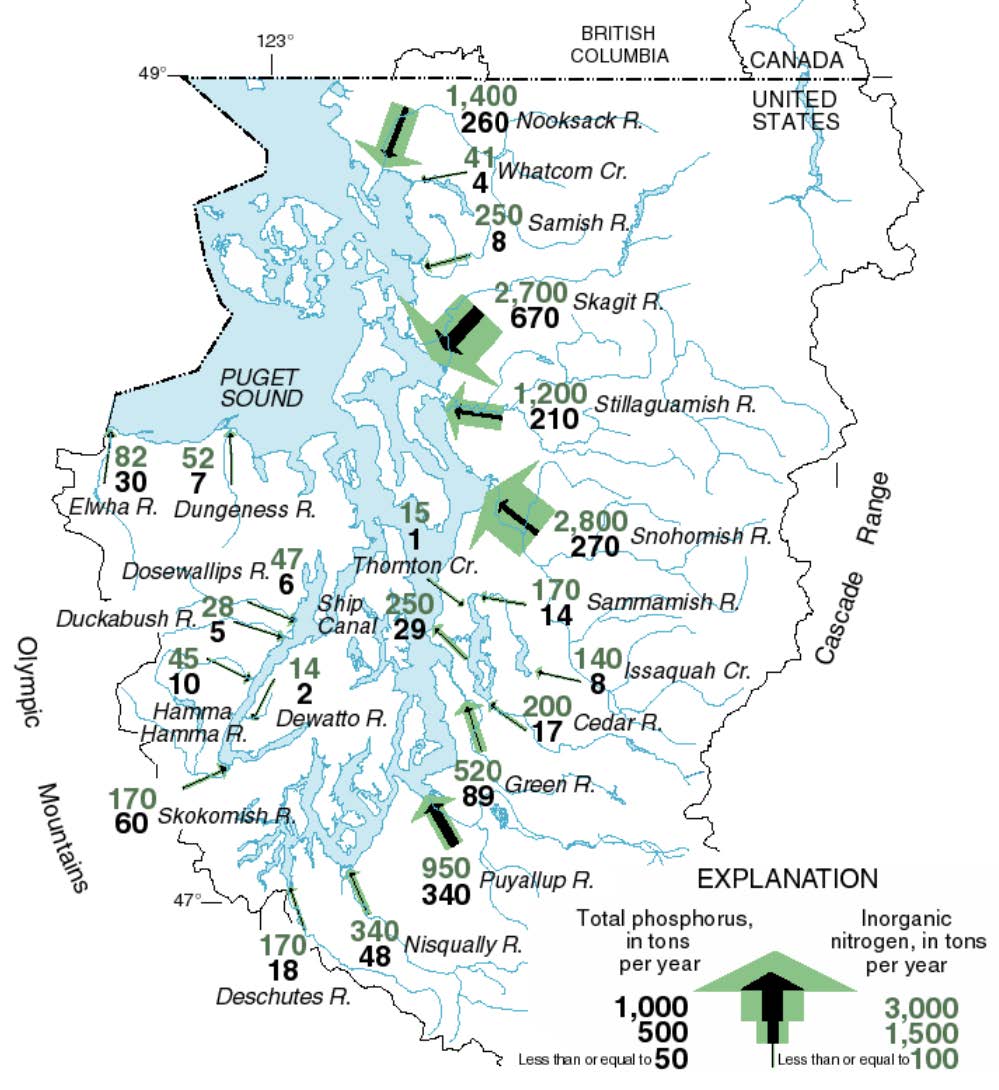 BRITISH
COLUMBIA
CANADA
UNITED
STATES
123°
49°
1,400
260 Nooksack R.
41
4 Whatcom Cr.
250
8 Samish R.
2,700
670 Skagit R.
PUGET
SOUND
1,200
210 Stillaguamish R.
82
30
Elwha R.
52
7
Dungeness R.
15
1
Thornton Cr.
2,800
270 Snohomish R.
Cascade Range
Dosewallips R. 47
6
Duckabush R. 28
5
Ship
Canal
250
29
170
14 Sammamish R.
45
10
Hamma
Hamma R.
14
2
Dewatto R.
140
8 Issaquah Cr.
200
17 Cedar R.
Olympic
Mountains
520
89 Green R.
170
60 Skokomish R.
950
340 Puyallup R.
47°
340
48 Nisqually R.
170
18
Deschutes R.
EXPLANATION
Total phosphorus,
in tons
per year
1,000
500
Less than or equal to 50
Inorganic
nitrogen, in tons
per year
3,000
1,500
Less than or equal to 100